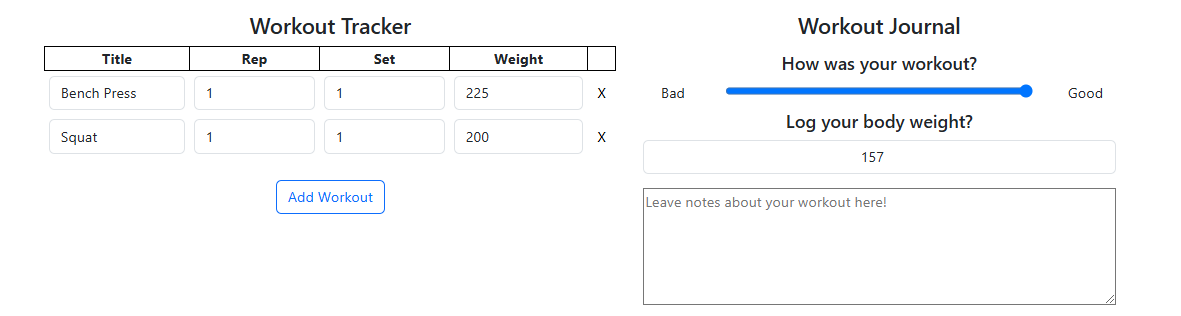 Workout Tracker
Title Rep Set Weight
Bench Press 1 1 225 X
Squat 1 1 200 X
Add Workout
Workout Journal
How was your workout?
Bad Good
Log your body weight?
157
Leave notes about your workout here!